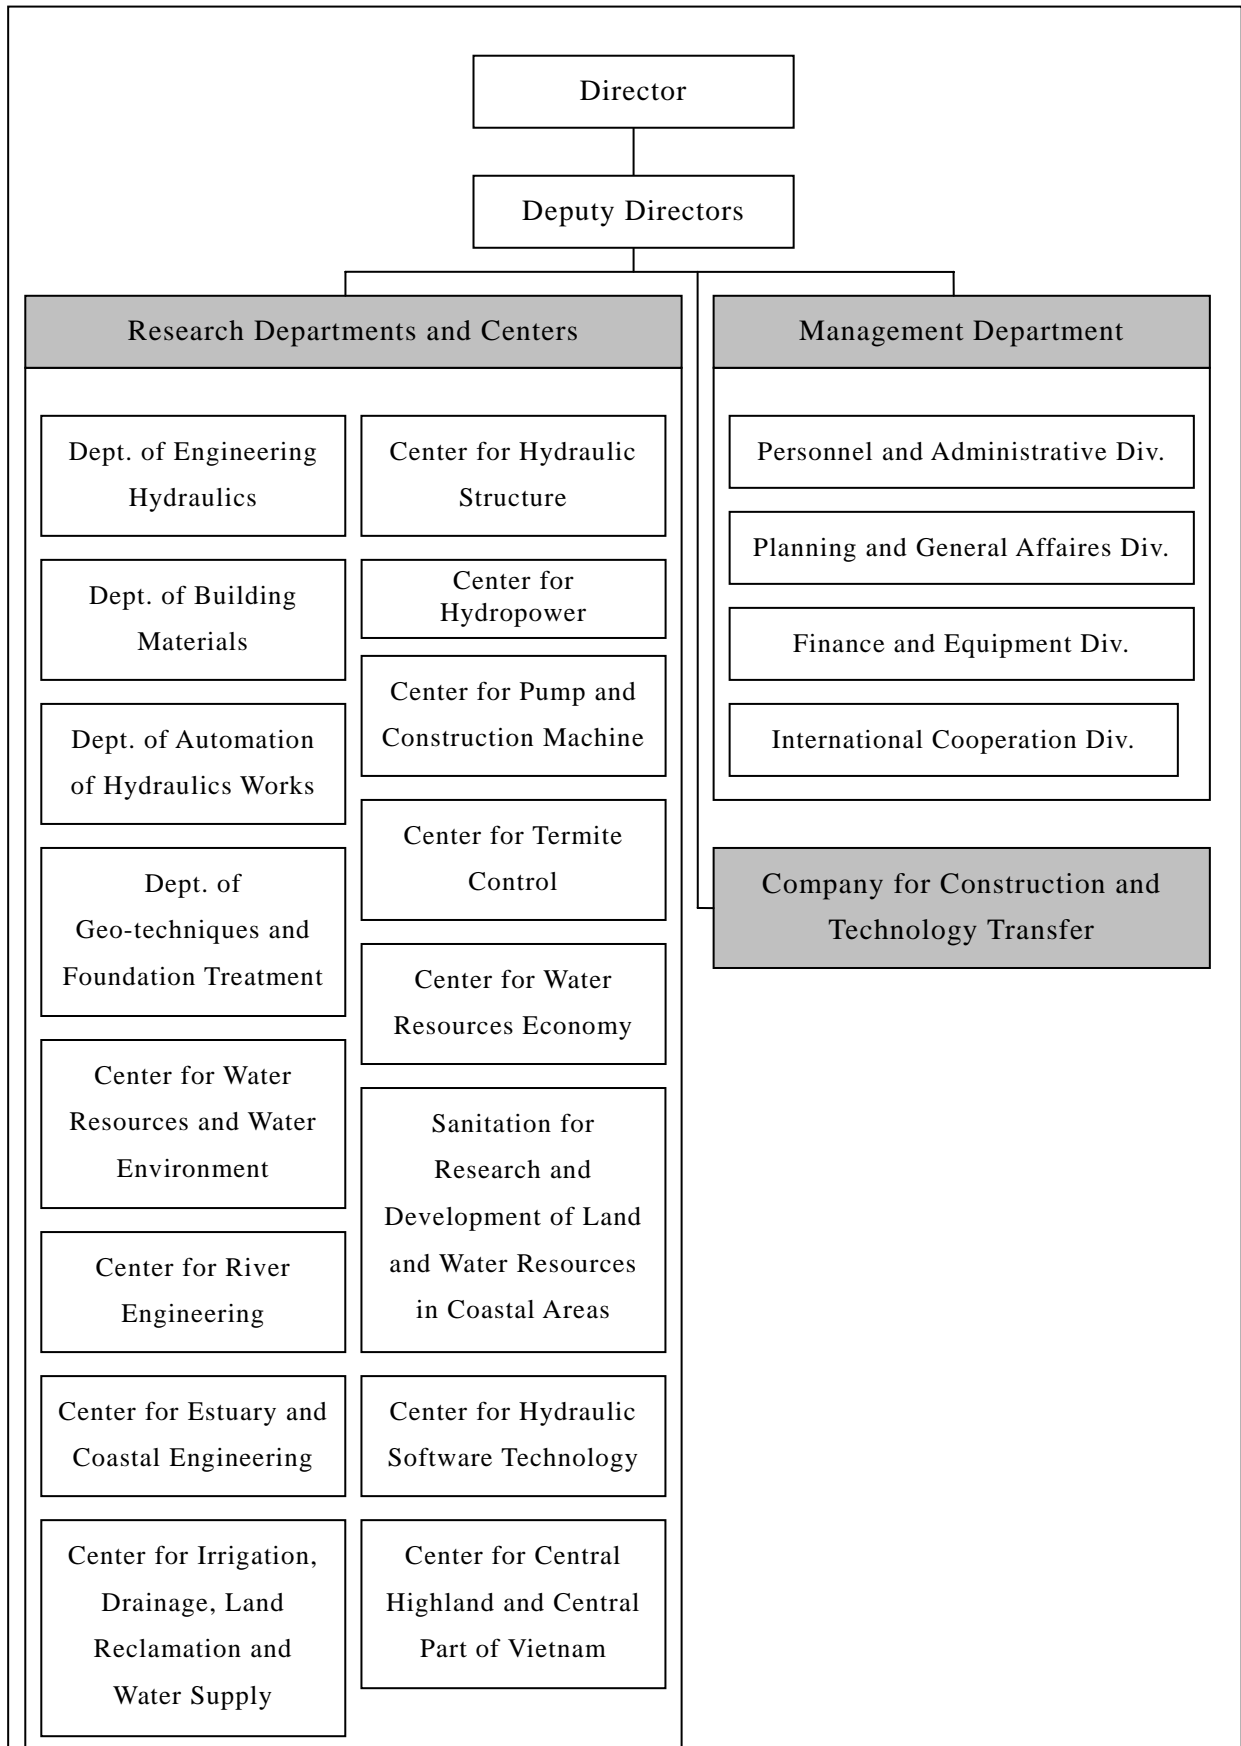 Director
Deputy Directors
Research Departments and Centers
Dept. of Engineering
Hydraulics
Dept. of Building
Materials
Dept. of Automation
of Hydraulics Works
Dept. of
Geo-techniques and
Foundation Treatment
Center for Water
Resources and Water
Environment
Center for River
Engineering
Center for Estuary and
Coastal Engineering
Center for Irrigation,
Drainage, Land
Reclamation and
Water Supply
Center for Hydraulic
Structure
Center for
Hydropower
Center for Pump and
Construction Machine
Center for Termite
Control
Center for Water
Resources Economy
Sanitation for
Research and
Development of Land
and Water Resources
in Coastal Areas
Center for Hydraulic
Software Technology
Center for Central
Highland and Central
Part of Vietnam
Management Department
Personnel and Administrative Div.
Planning and General Affaires Div.
Finance and Equipment Div.
International Cooperation Div.
Company for Construction and
Technology Transfer